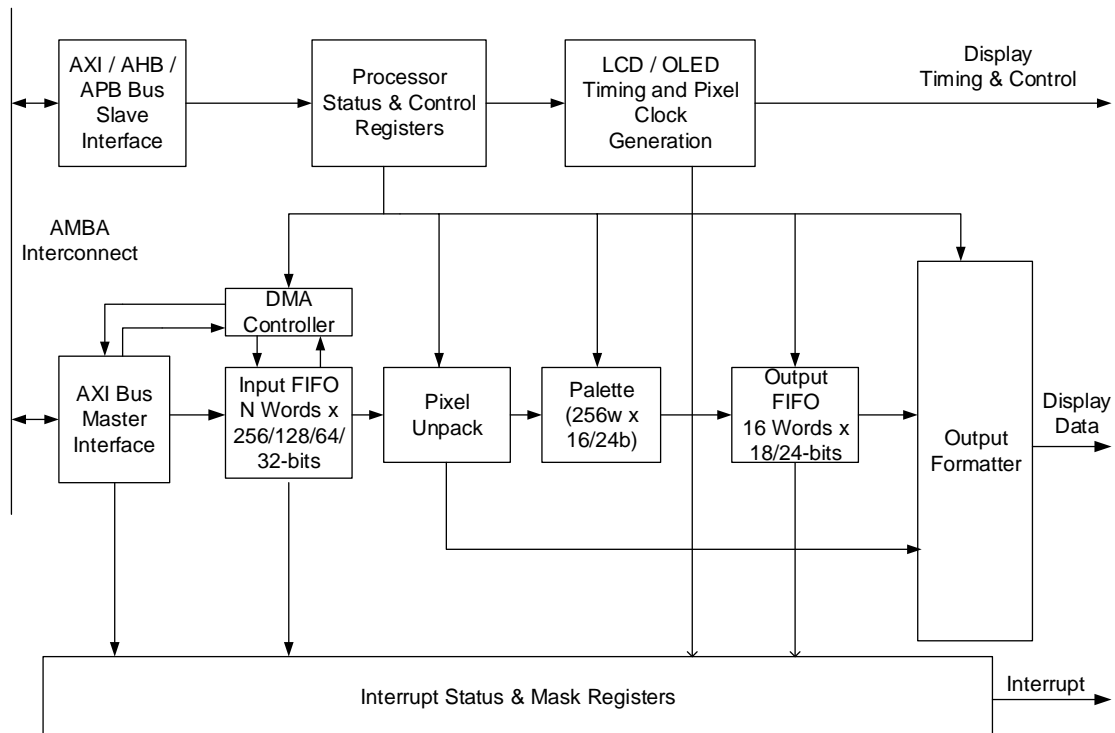 AXI / AHB /
APB Bus
Slave
Interface
Processor
Status & Control
Registers
LCD / OLED
Timing and Pixel
Clock
Generation
Display
Timing & Control
AMBA
Interconnect
DMA
Controller
AXI Bus
Master
Interface
Input FIFO
N Words x
256/128/64/
32-bits
Pixel
Unpack
Palette
(256w x
16/24b)
Output
FIFO
16 Words x
18/24-bits
Output
Formatter
Display
Data
Interrupt Status & Mask Registers
Interrupt